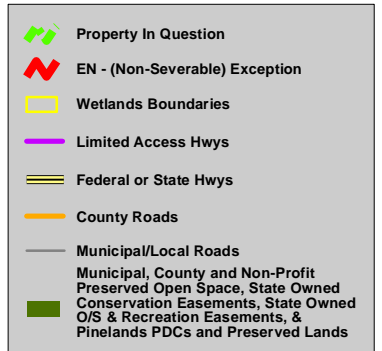 Property In Question
EN - (Non-Severable) Exception
Wetlands Boundaries
Limited Access Hwys
Federal or State Hwys
County Roads
Municipal/Local Roads
Municipal, County and Non-Profit
Preserved Open Space, State Owned
Conservation Easements, State Owned
O/S & Recreation Easements, &
Pinelands PDCs and Preserved Lands